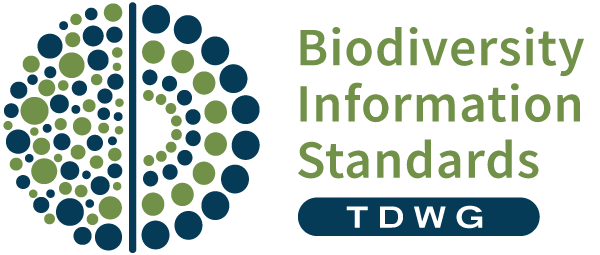 Biodiversity
Information
Standards
TDWG